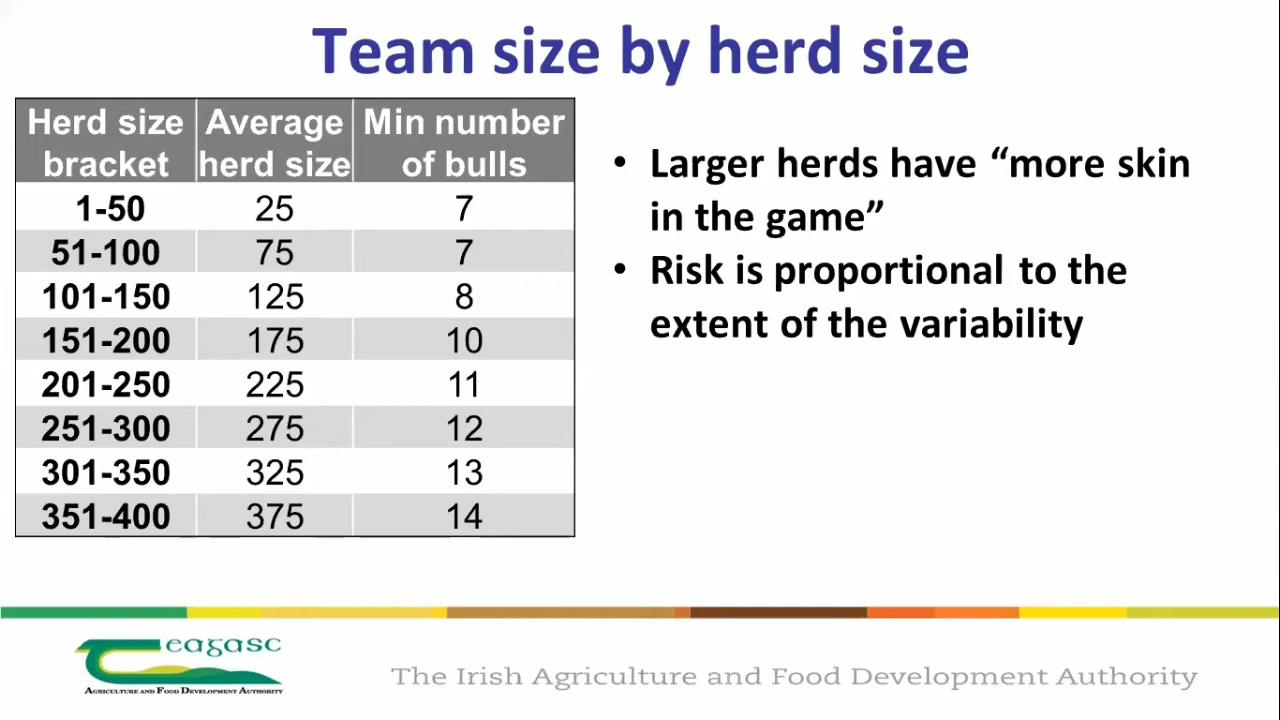 Team size by herd size
Herd size bracket Average herd size Min number of bulls
1-50 25 7
51-100 75 7
101-150 125 8
151-200 175 10
201-250 225 11
251-300 275 12
301-350 325 13
351-400 375 14
• Larger herds have “more skin
in the game”
• Risk is proportional to the
extent of the variability
teagasc
AGRICULTURE AND FOOD DEVELOPMENT AUTHORITY
The Irish Agriculture and Food Development Authority